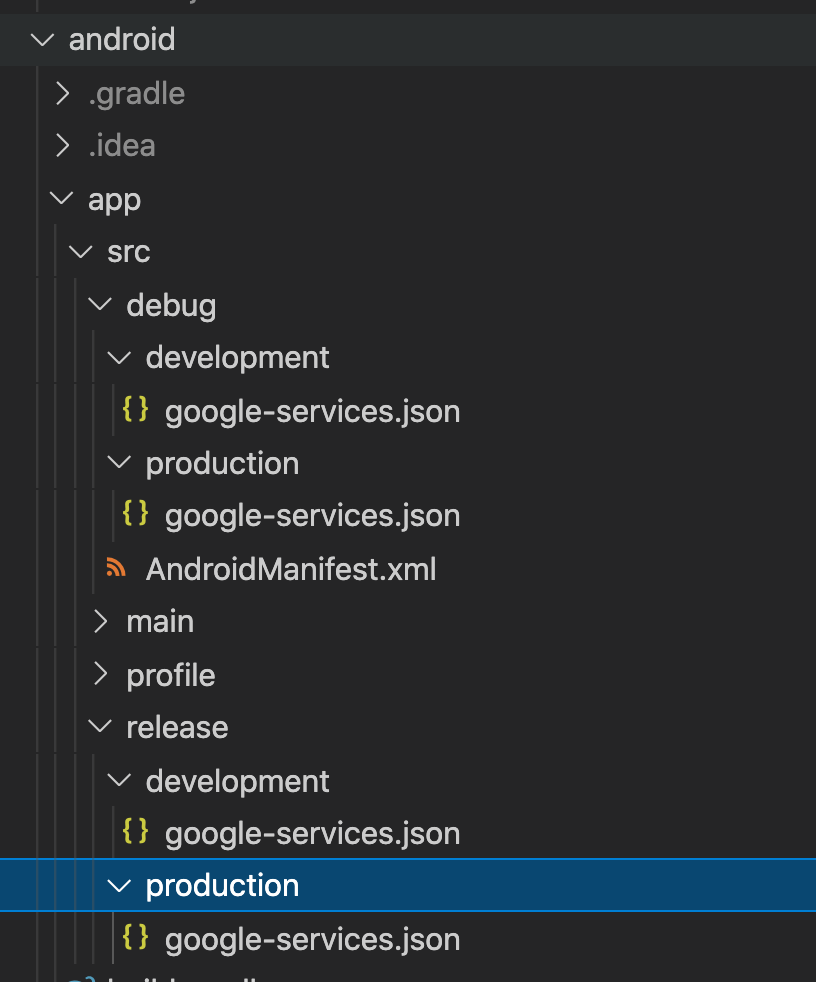 android
.gradle
.idea
app
src
debug
development
{} google-services.json
production
{} google-services.json
AndroidManifest.xml
main
profile
release
development
{} google-services.json
production
{} google-services.json